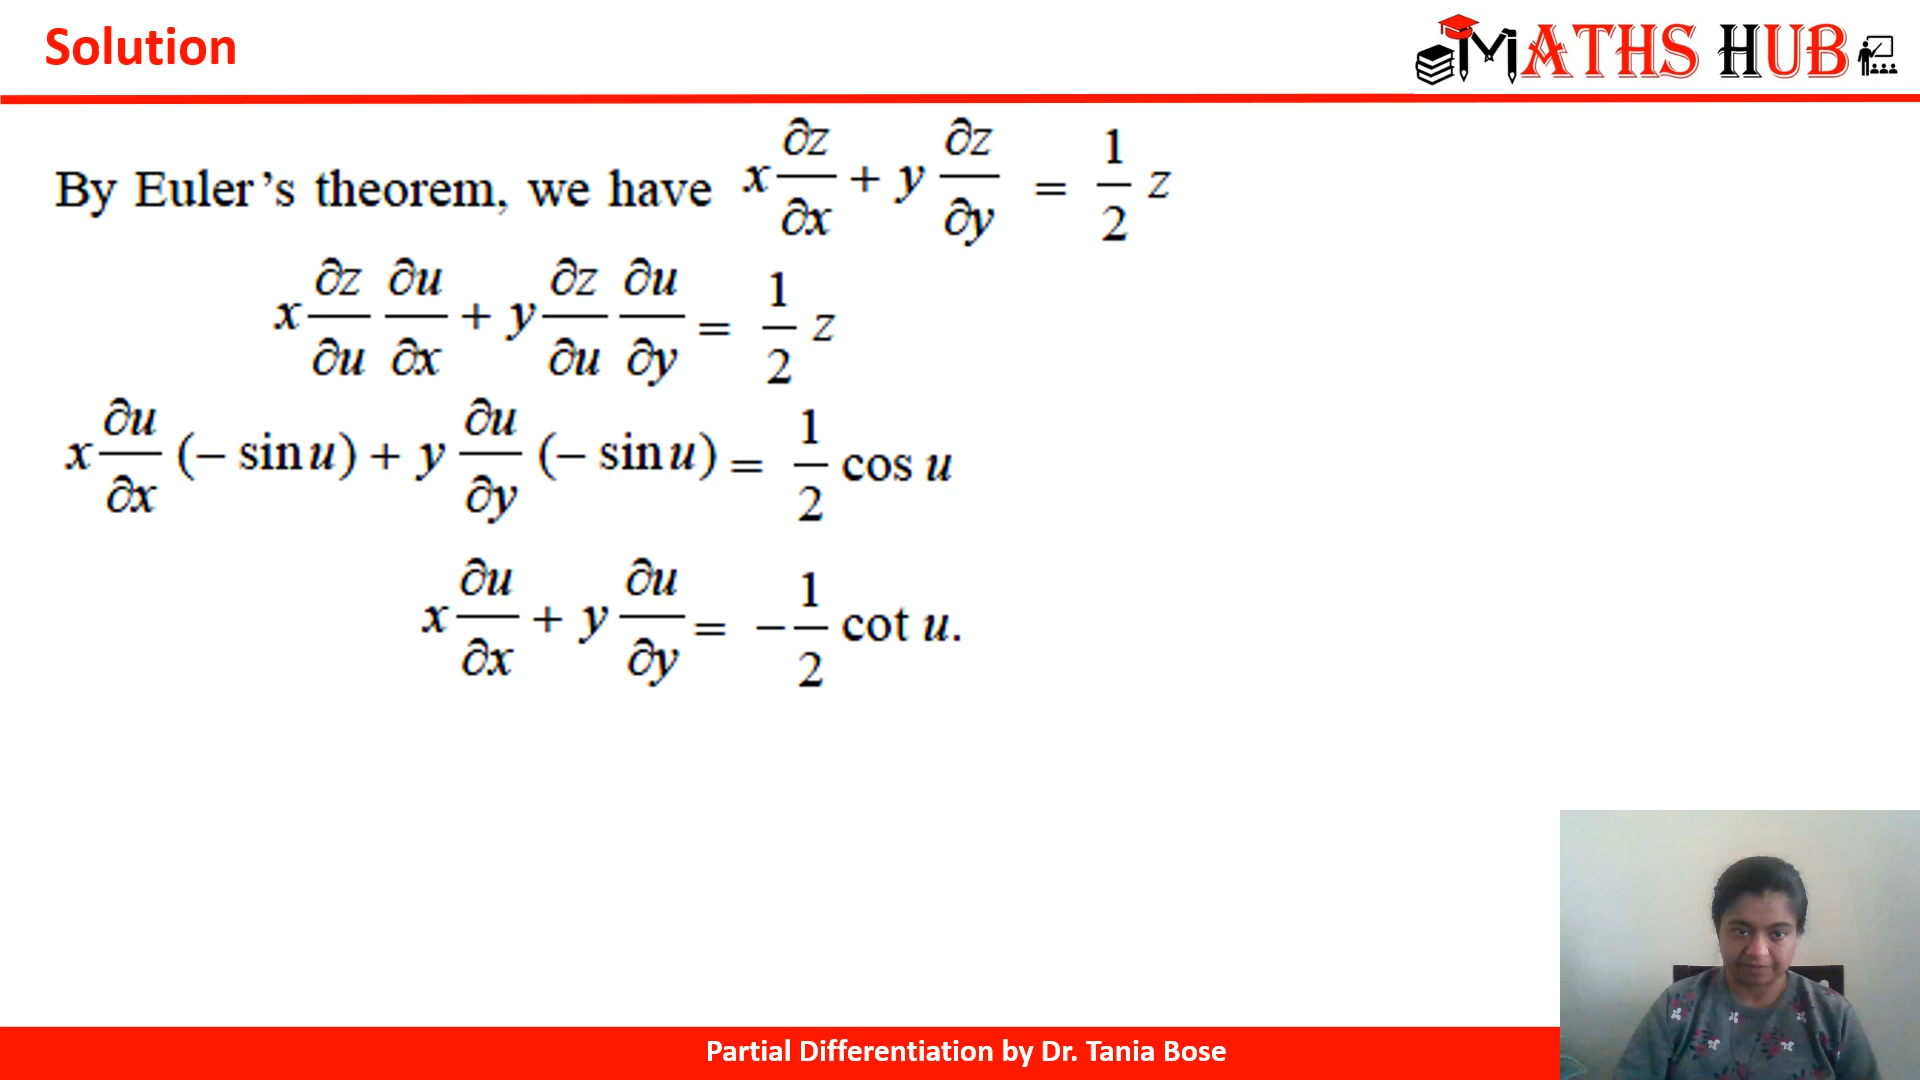 Solution
MATHS HUB
By Euler's theorem, we have x ∂z/∂x + y ∂z/∂y = 1/2 z
x ∂z/∂u ∂u/∂x + y ∂z/∂u ∂u/∂y = 1/2 z
x ∂u/∂x (– sin u) + y ∂u/∂y (– sin u) = 1/2 cos u
x ∂u/∂x + y ∂u/∂y = – 1/2 cot u.
Partial Differentiation by Dr. Tania Bose